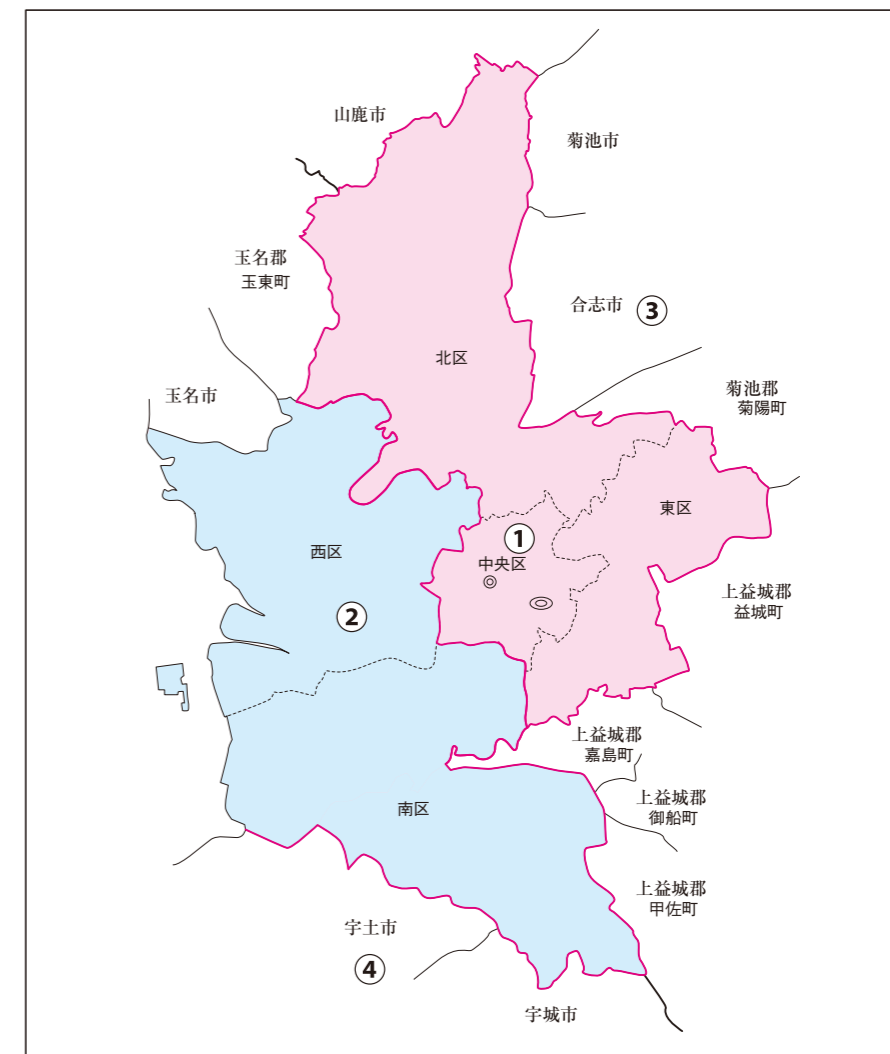 山鹿市
菊池市
玉名郡
玉東町
合志市 ③
北区
菊池郡
菊陽町
玉名市
東区
①
中央区
西区
上益城郡
益城町
②
上益城郡
嘉島町
上益城郡
御船町
南区
上益城郡
甲佐町
宇土市
④
宇城市